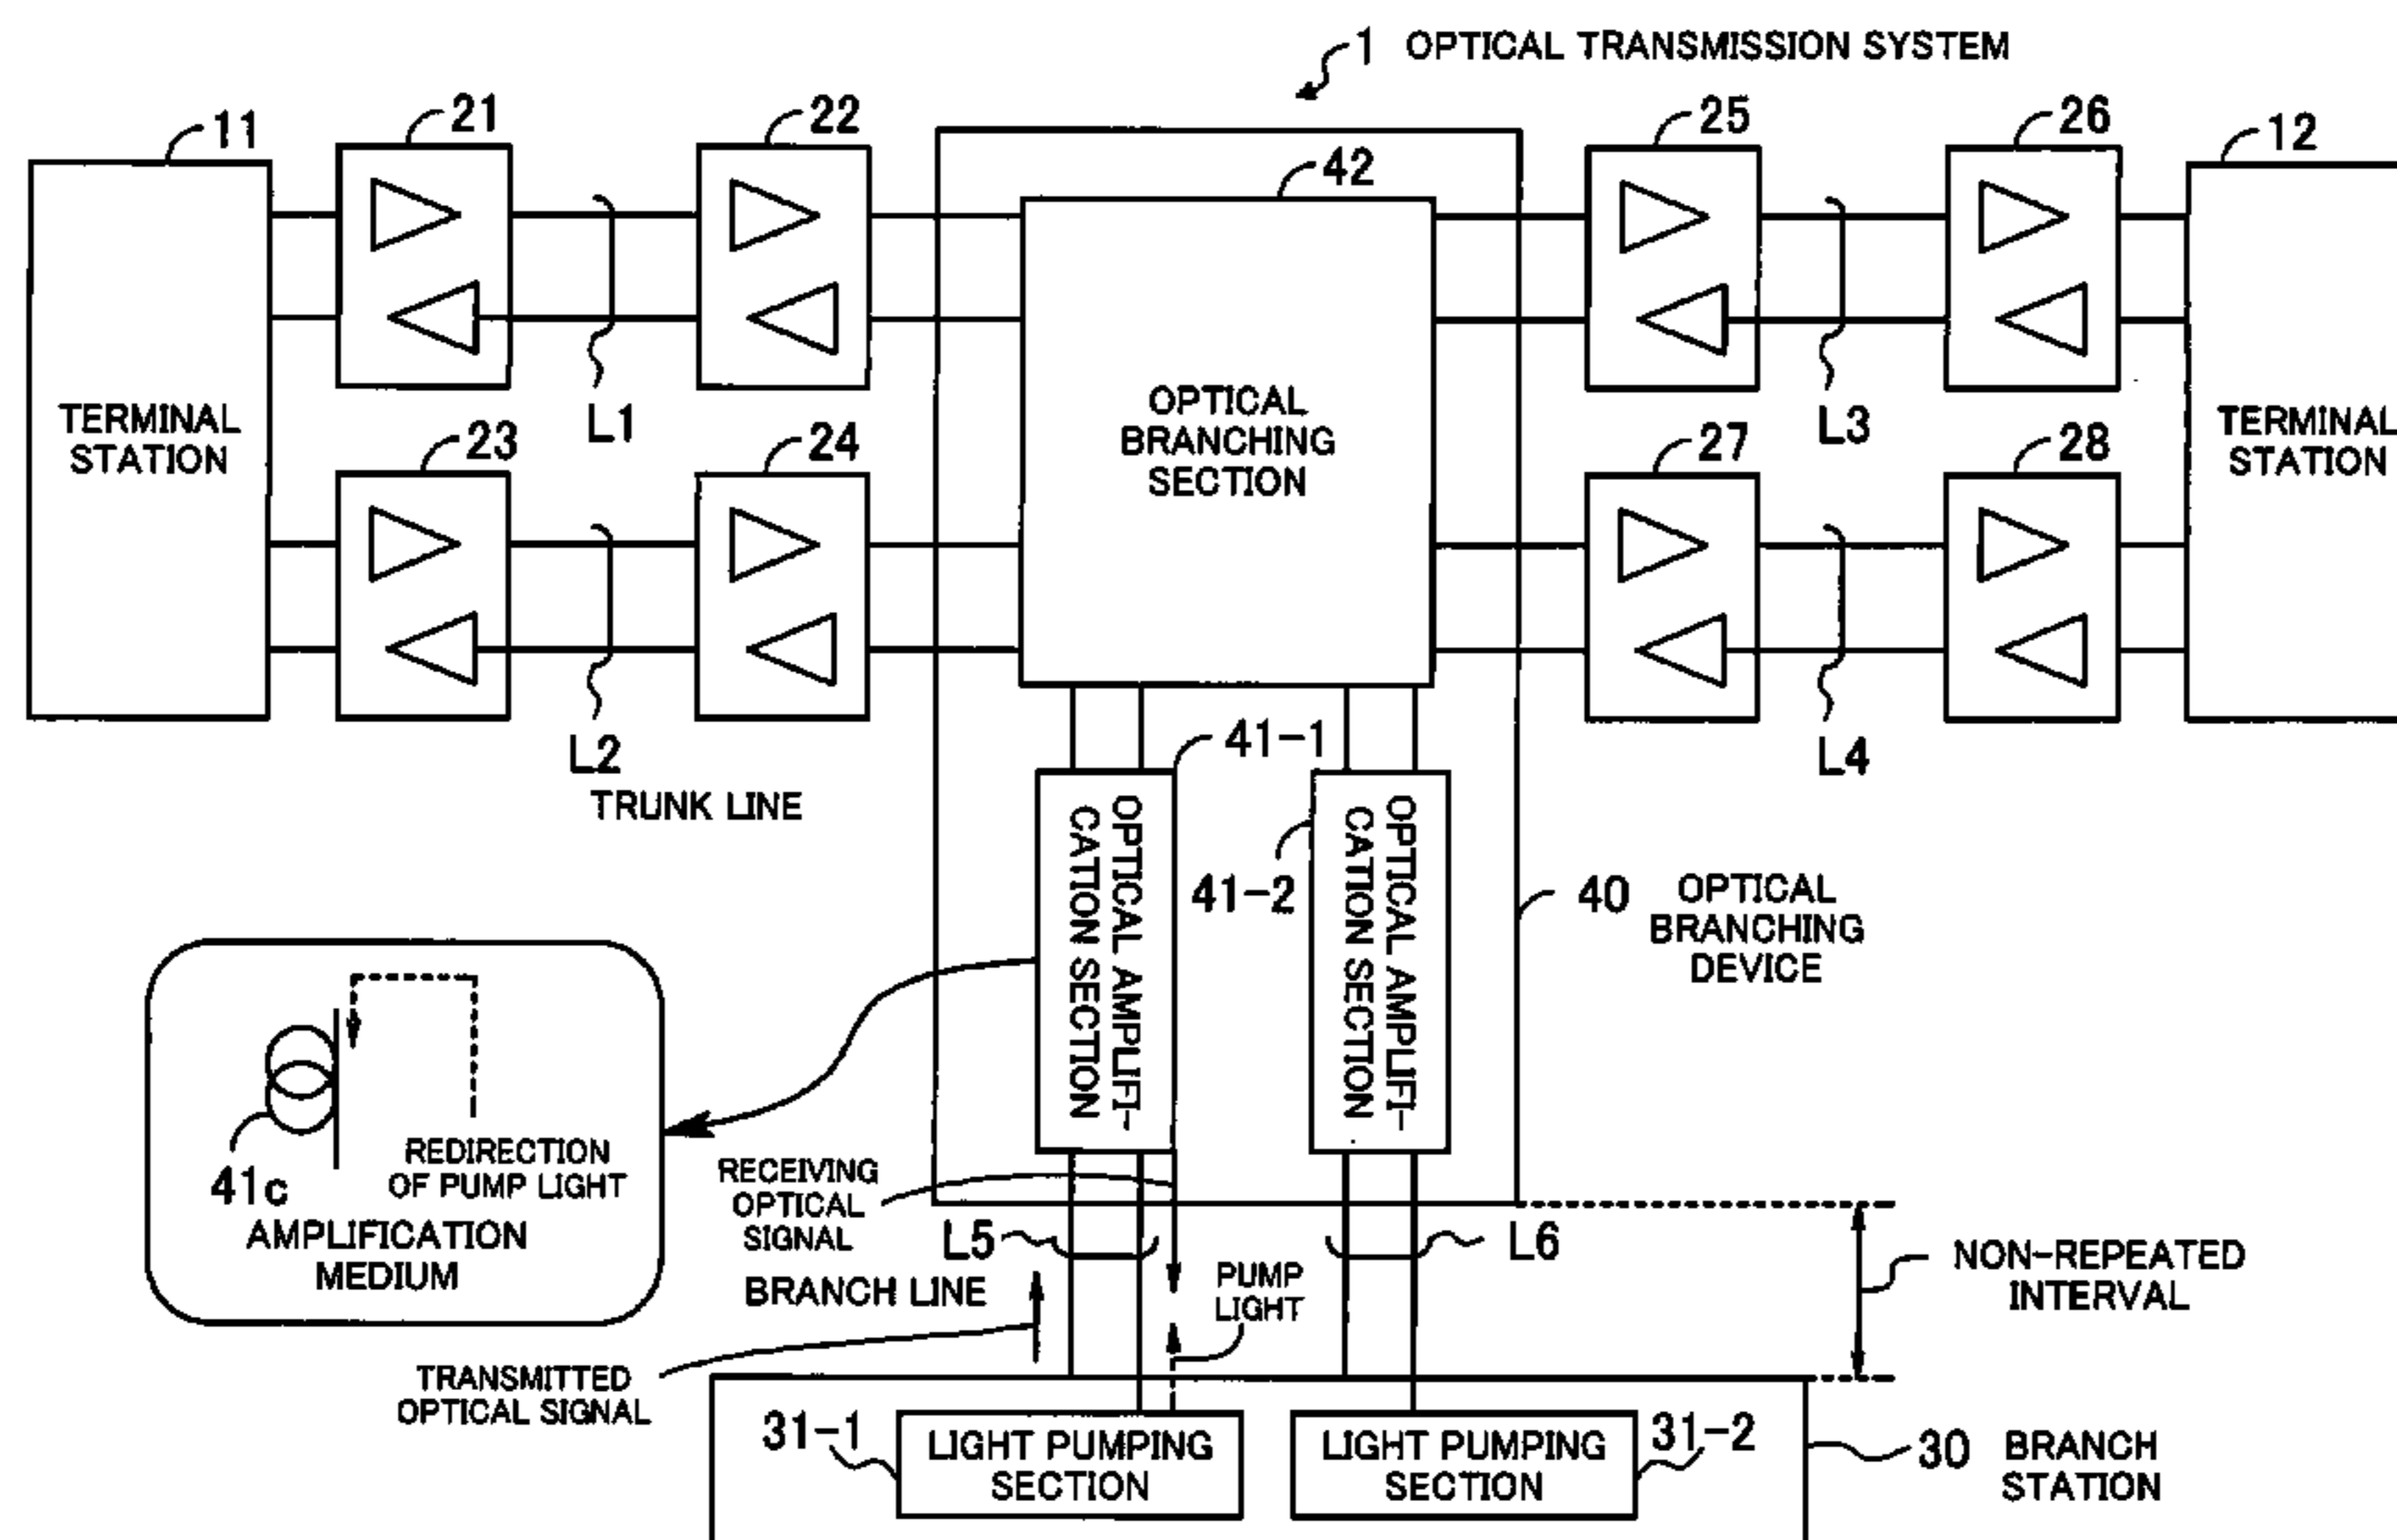 1 OPTICAL TRANSMISSION SYSTEM
11
21
22
25
26
12
42
TERMINAL
STATION
L1
OPTICAL
BRANCHING
SECTION
L3
TERMINAL
STATION
23
24
27
28
L2
TRUNK LINE
41-1
L4
OPTICAL AMPLIFI-
CATION SECTION
41-2
OPTICAL AMPLIFI-
CATION SECTION
40 OPTICAL
BRANCHING
DEVICE
41c
REDIRECTION
OF PUMP LIGHT
AMPLIFICATION
MEDIUM
RECEIVING
OPTICAL
SIGNAL
L5
BRANCH LINE
L6
PUMP
LIGHT
NON-REPEATED
INTERVAL
TRANSMITTED
OPTICAL SIGNAL
31-1
LIGHT PUMPING
SECTION
LIGHT PUMPING
SECTION
31-2
30 BRANCH
STATION